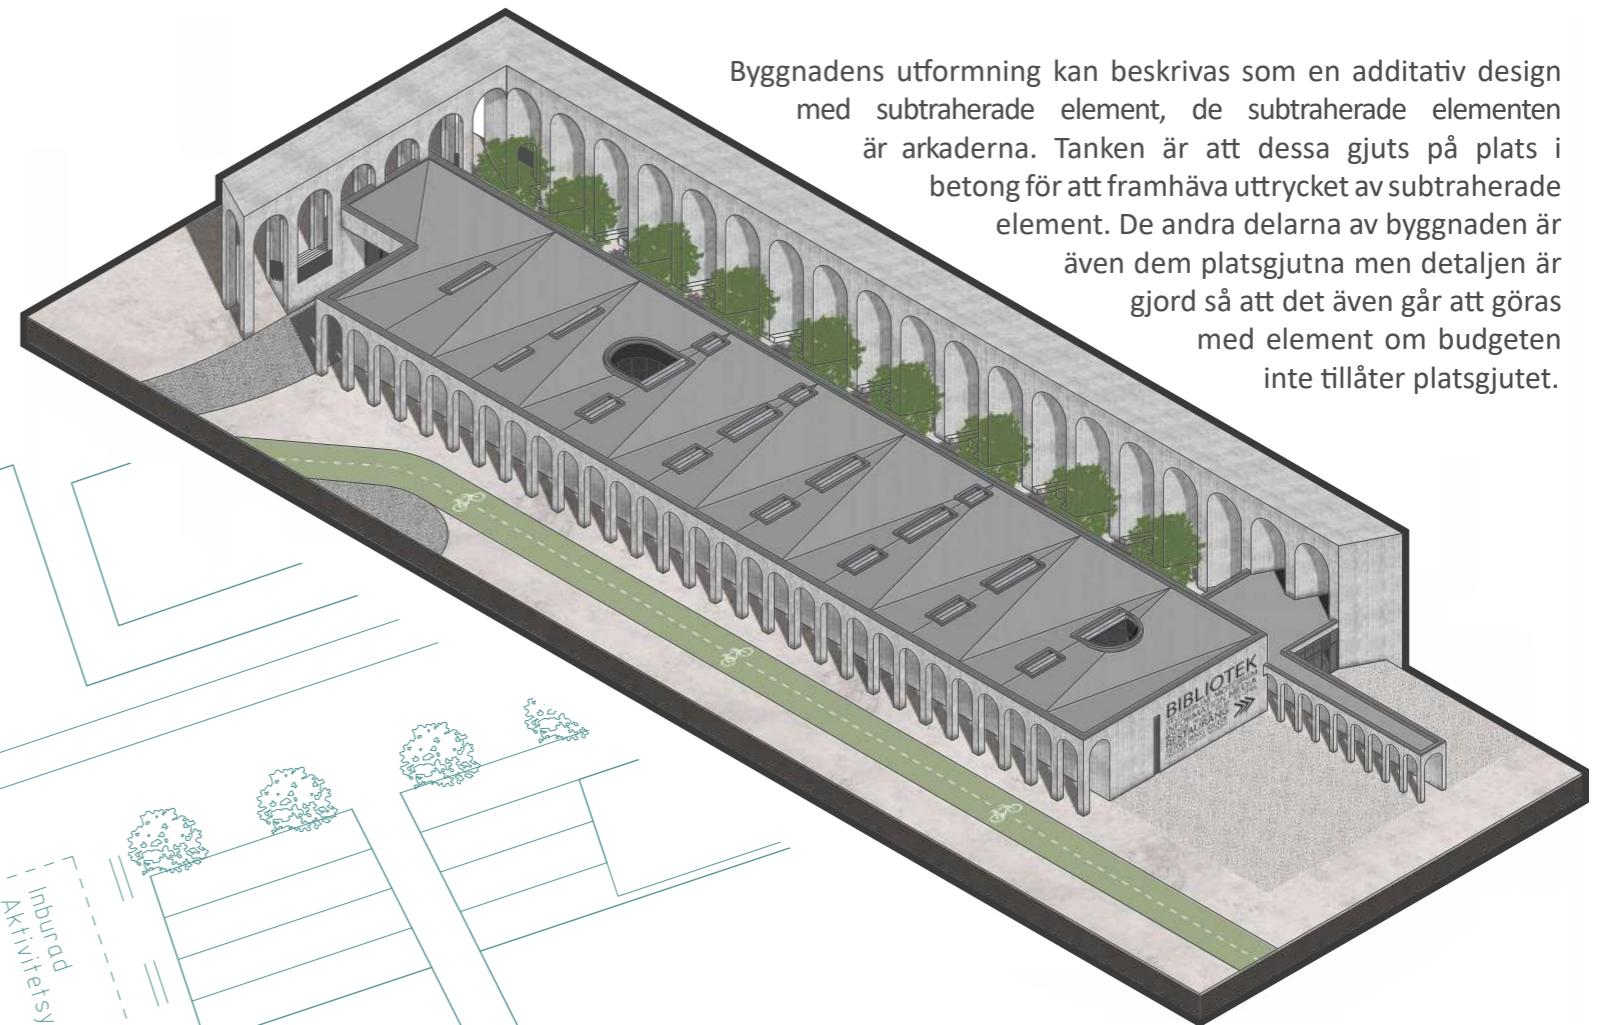 Byggnadens utformning kan beskrivas som en additativ design
med subtraherade element, de subtraherade elementen
är arkaderna. Tanken är att dessa gjuts på plats i
betong för att framhäva uttrycket av subtraherade
element. De andra delarna av byggnaden är
även dem platsgjutna men detaljen är
gjord så att det även går att göras
med element om budgeten
inte tillåter platsgjutet.
BIBLIOTEK
RESTAURANG
Inburad
Aktivitetsy